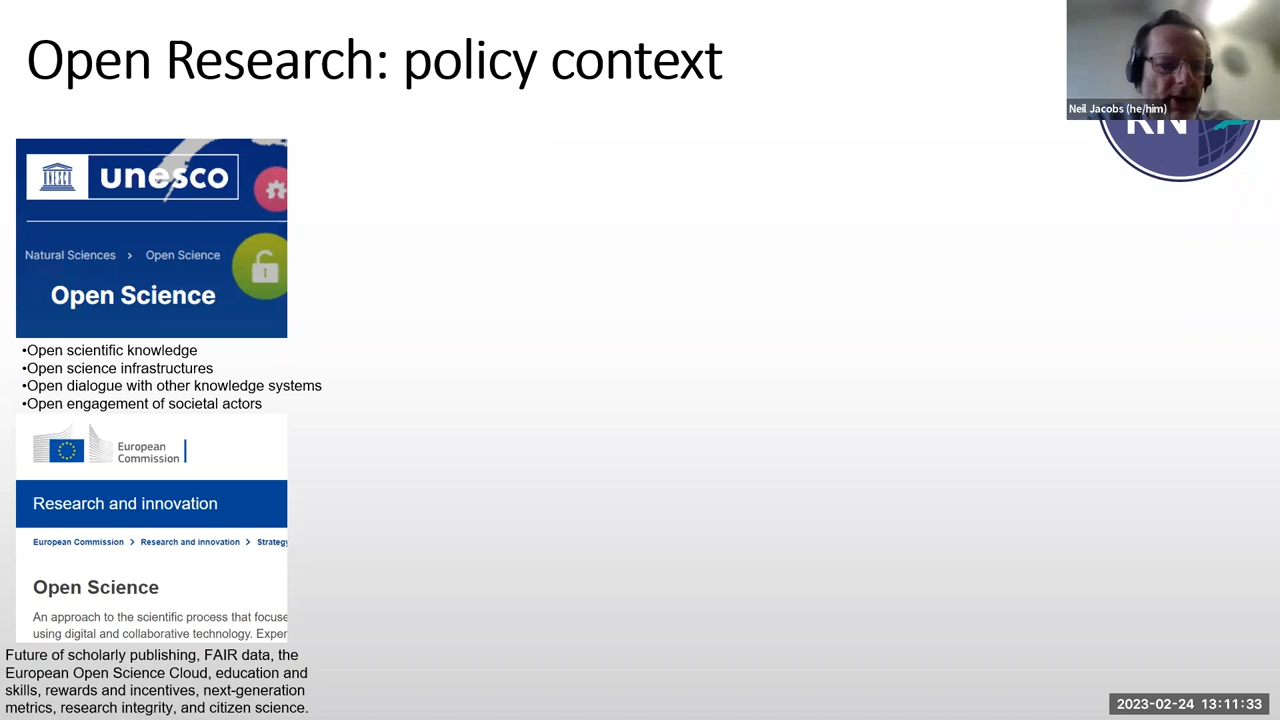 Open Research: policy context
Neil Jacobs (he/him)
RN
unesco
Natural Sciences > Open Science
Open Science
•Open scientific knowledge
•Open science infrastructures
•Open dialogue with other knowledge systems
•Open engagement of societal actors
European
Commission
Research and innovation
European Commission > Research and innovation > Strategy
Open Science
An approach to the scientific process that focuse
using digital and collaborative technology. Exper
Future of scholarly publishing, FAIR data, the
European Open Science Cloud, education and
skills, rewards and incentives, next-generation
metrics, research integrity, and citizen science.
2023-02-24 13:11:33